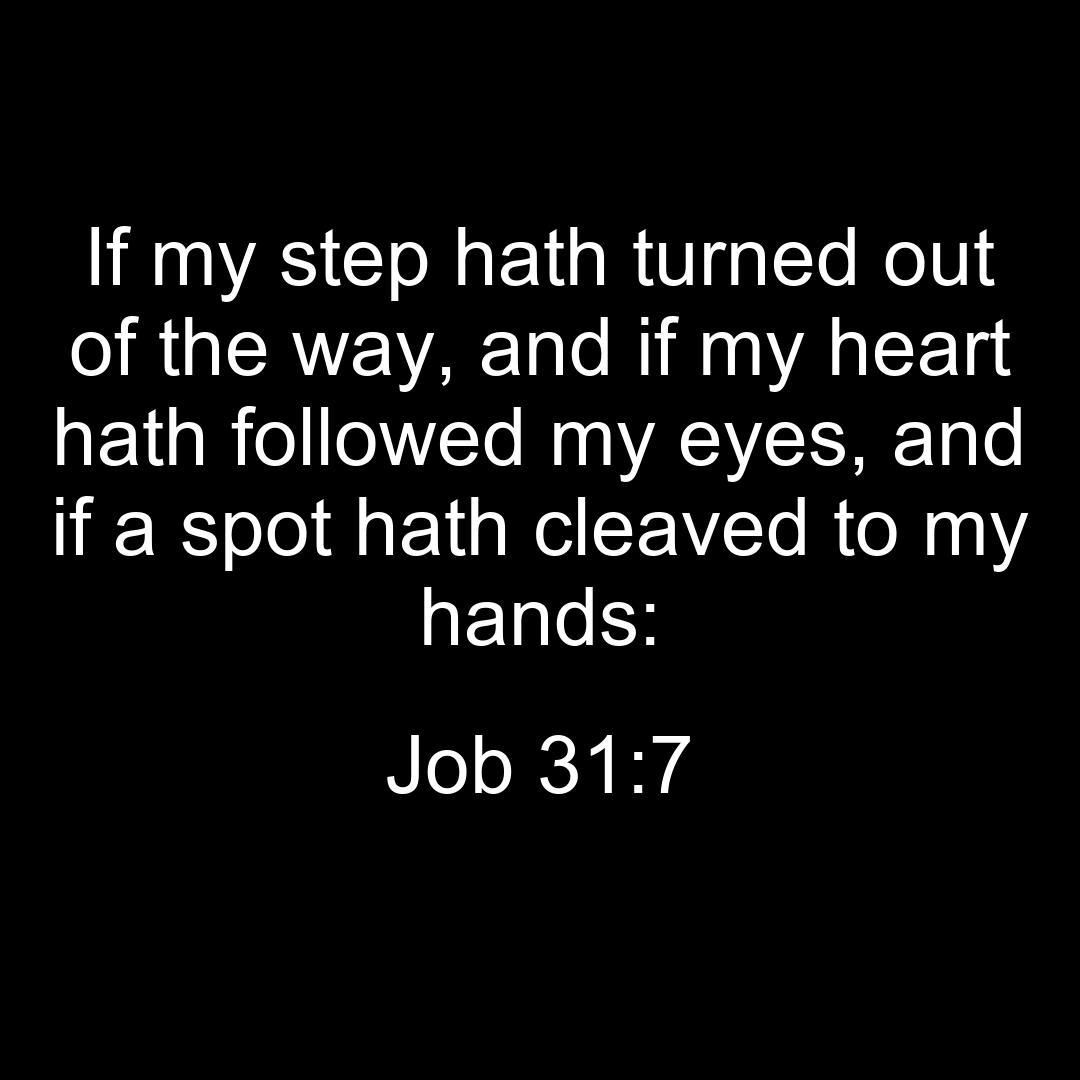 If my step hath turned out
of the way, and if my heart
hath followed my eyes, and
if a spot hath cleaved to my
hands:
Job 31:7